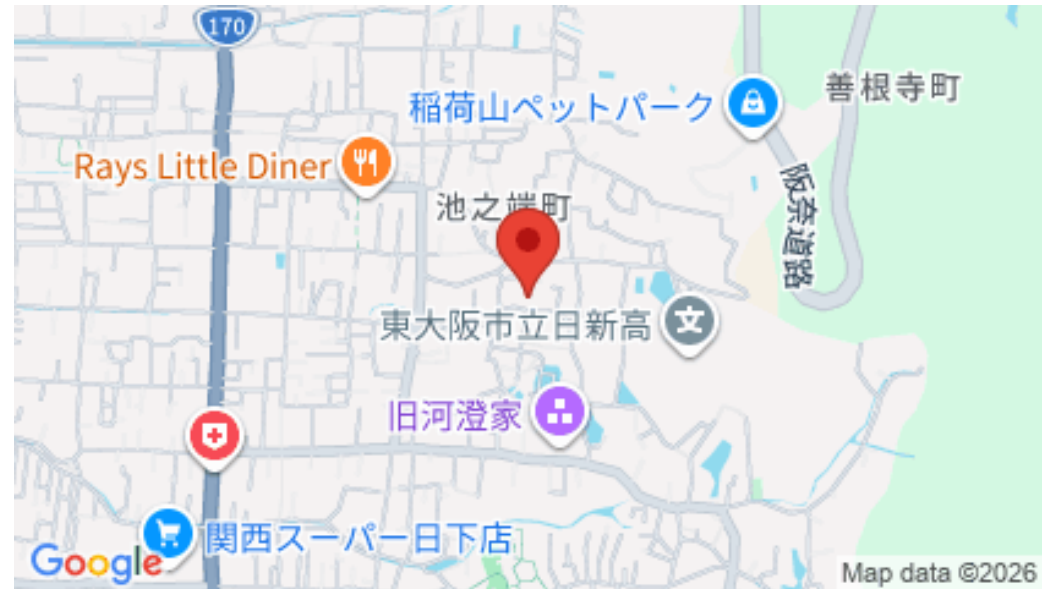 170
稲荷山ペットパーク
善根寺町
Rays Little Diner
池之端町
阪奈道路
東大阪市立日新高
文
旧河澄家
関西スーパー日下店
Google
Map data ©2026